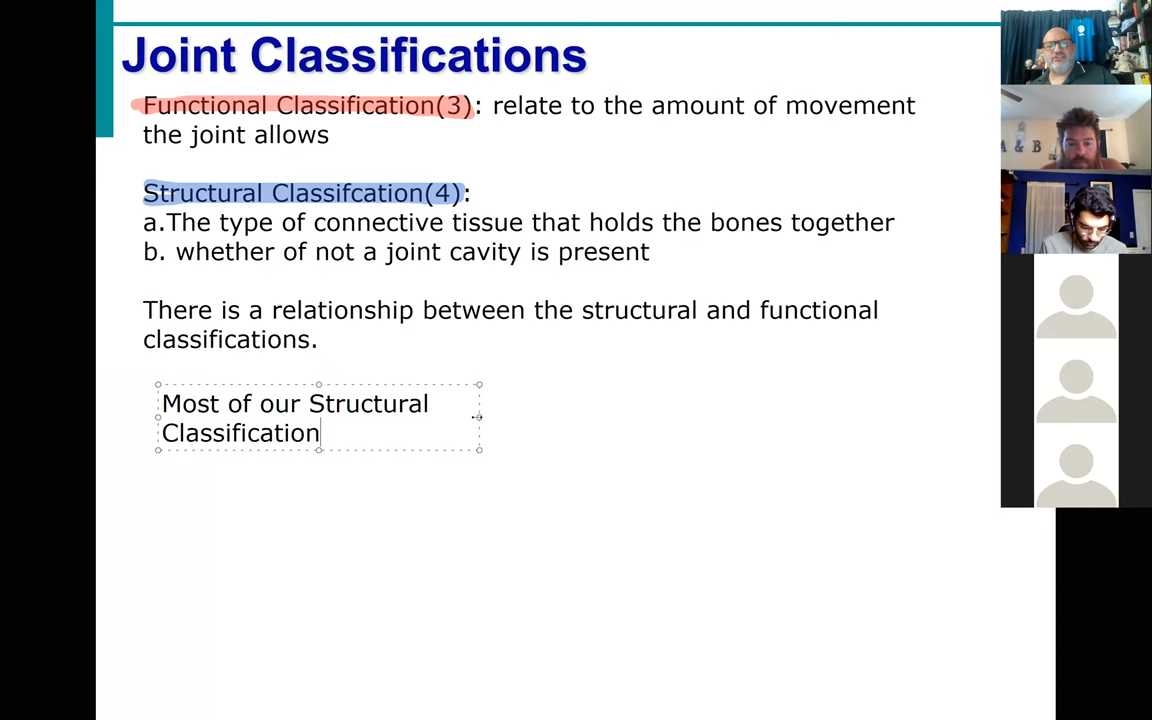 Joint Classifications
Functional Classification(3): relate to the amount of movement
the joint allows
Structural Classifcation(4):
a.The type of connective tissue that holds the bones together
b. whether of not a joint cavity is present
There is a relationship between the structural and functional
classifications.
Most of our Structural
Classification
A & B